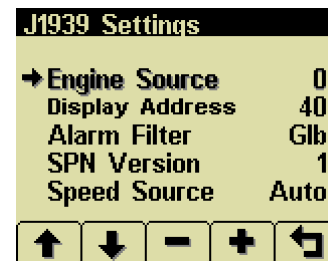 J1939 Settings
Engine Source 0
Display Address 40
Alarm Filter Glb
SPN Version 1
Speed Source Auto